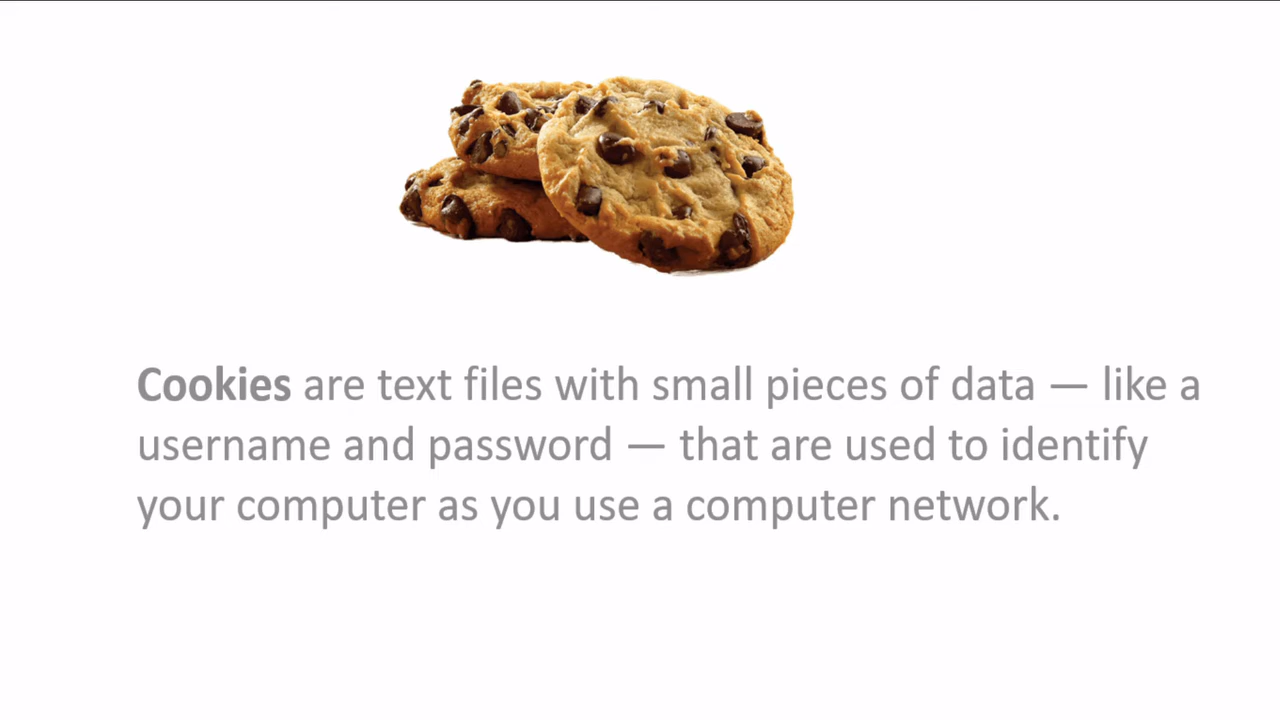 Cookies are text files with small pieces of data — like a
username and password — that are used to identify
your computer as you use a computer network.